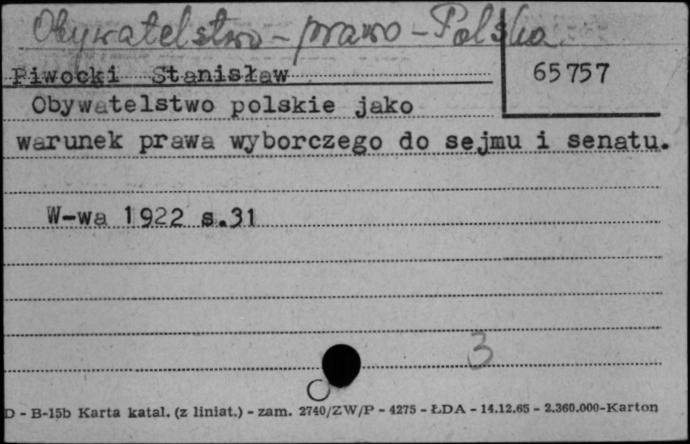 Obywatelstwo - prawo - Polska
Piwocki Stanisław
65757
Obywatelstwo polskie jako
warunek prawa wyborczego do sejmu i senatu.
W-wa 1922 s.31
3
D - B-15b Karta katal. (z liniat.) - zam. 2740/ZW/P - 4275 - ŁDA - 14.12.65 - 2.360.000-Karton